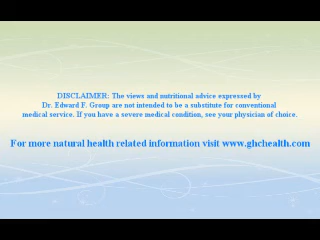 DISCLAIMER: The views and nutritional advice expressed by
Dr. Edward F. Group are not intended to be a substitute for conventional
medical service. If you have a severe medical condition, see your physician of choice.
For more natural health related information visit www.ghchealth.com